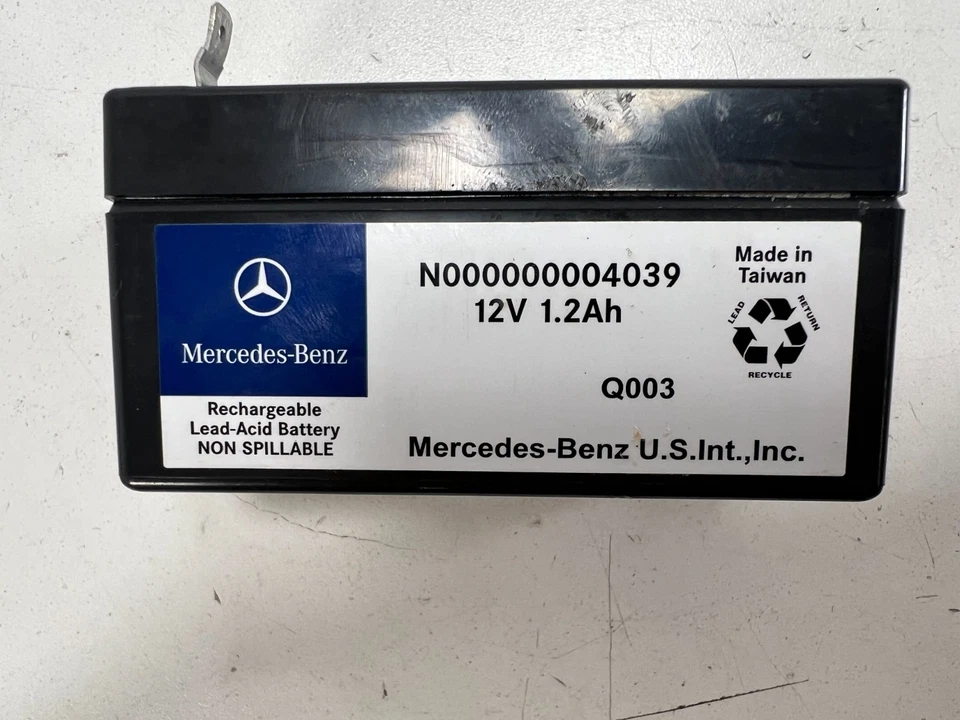 Mercedes-Benz
Rechargeable
Lead-Acid Battery
NON SPILLABLE
N000000004039
12V 1.2Ah
Q003
Mercedes-Benz U.S.Int.,Inc.
Made in
Taiwan
LEAD
RETURN
RECYCLE